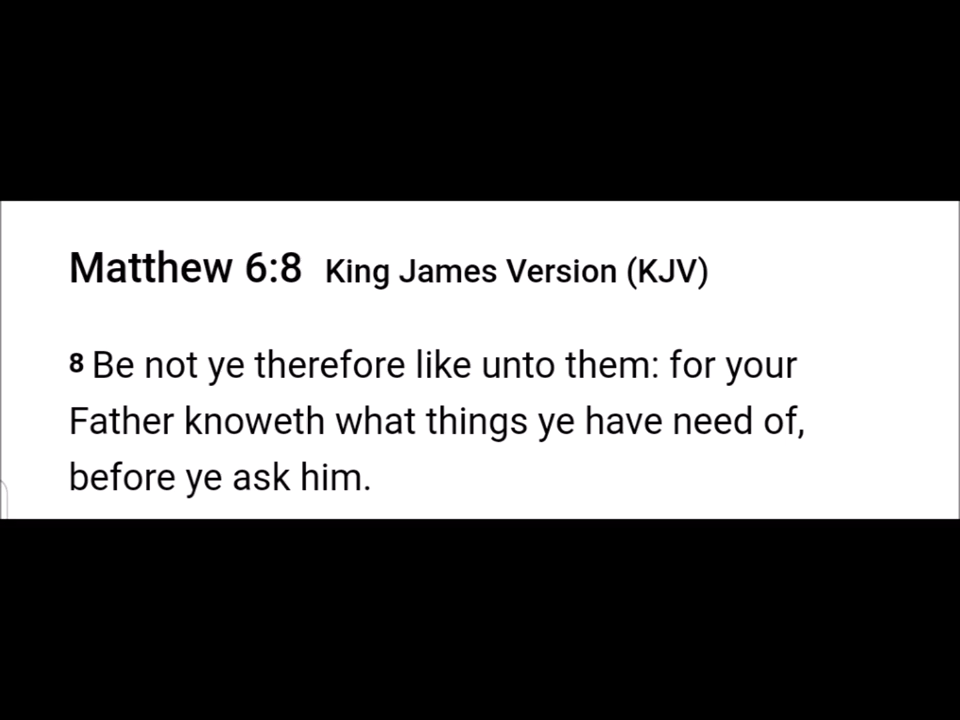 Matthew 6:8 King James Version (KJV)
8 Be not ye therefore like unto them: for your
Father knoweth what things ye have need of,
before ye ask him.